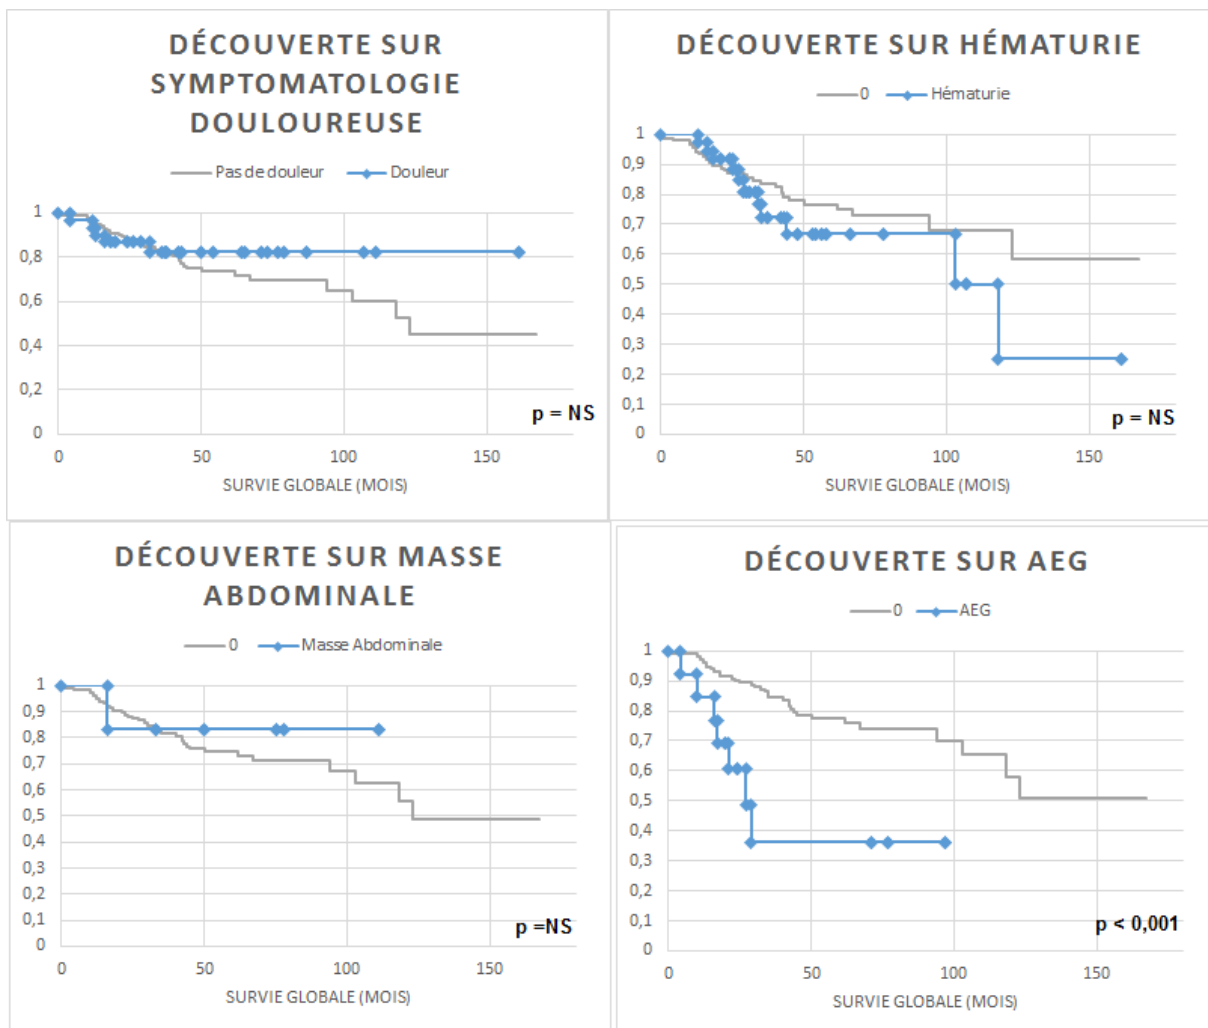 DÉCOUVERTE SUR
SYMPTOMATOLOGIE
DOULOUREUSE
Pas de douleur
Douleur
1
0,8
0,6
0,4
0,2
0
p = NS
0
50
100
150
SURVIE GLOBALE (MOIS)
DÉCOUVERTE SUR HÉMATURIE
0
Hématurie
1
0,9
0,8
0,7
0,6
0,5
0,4
0,3
0,2
0,1
0
p = NS
0
50
100
150
SURVIE GLOBALE (MOIS)
DÉCOUVERTE SUR MASSE
ABDOMINALE
0
Masse Abdominale
1
0,9
0,8
0,7
0,6
0,5
0,4
0,3
0,2
0,1
0
p =NS
0
50
100
150
SURVIE GLOBALE (MOIS)
DÉCOUVERTE SUR AEG
0
AEG
1
0,9
0,8
0,7
0,6
0,5
0,4
0,3
0,2
0,1
0
p < 0,001
0
50
100
150
SURVIE GLOBALE (MOIS)